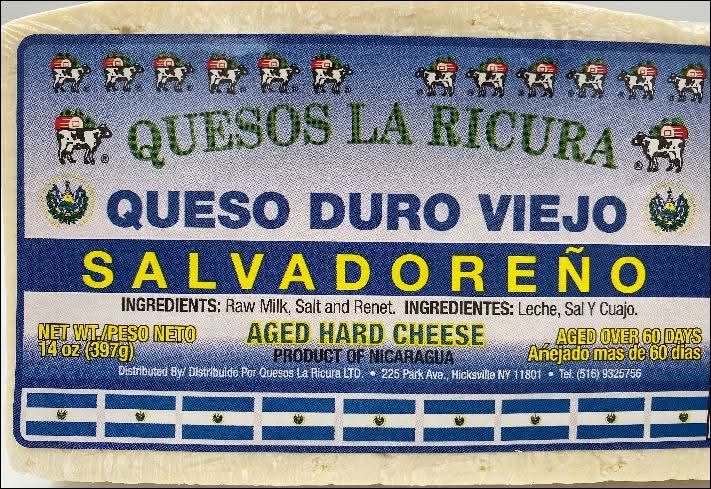 QUESOS LA RICURA
QUESO DURO VIEJO
SALVADOREÑO
INGREDIENTS: Raw Milk, Salt and Renet. INGREDIENTES: Leche, Sal Y Cuajo.
NET WT./PESO NETO
14 oz (397g)
AGED HARD CHEESE
PRODUCT OF NICARAGUA
AGED OVER 60 DAYS
Añejado mas de 60 dias
Distributed By/ Distribuido Por Quesos La Ricura LTD. • 225 Park Ave., Hicksville NY 11801 • Tel: (516) 9325756